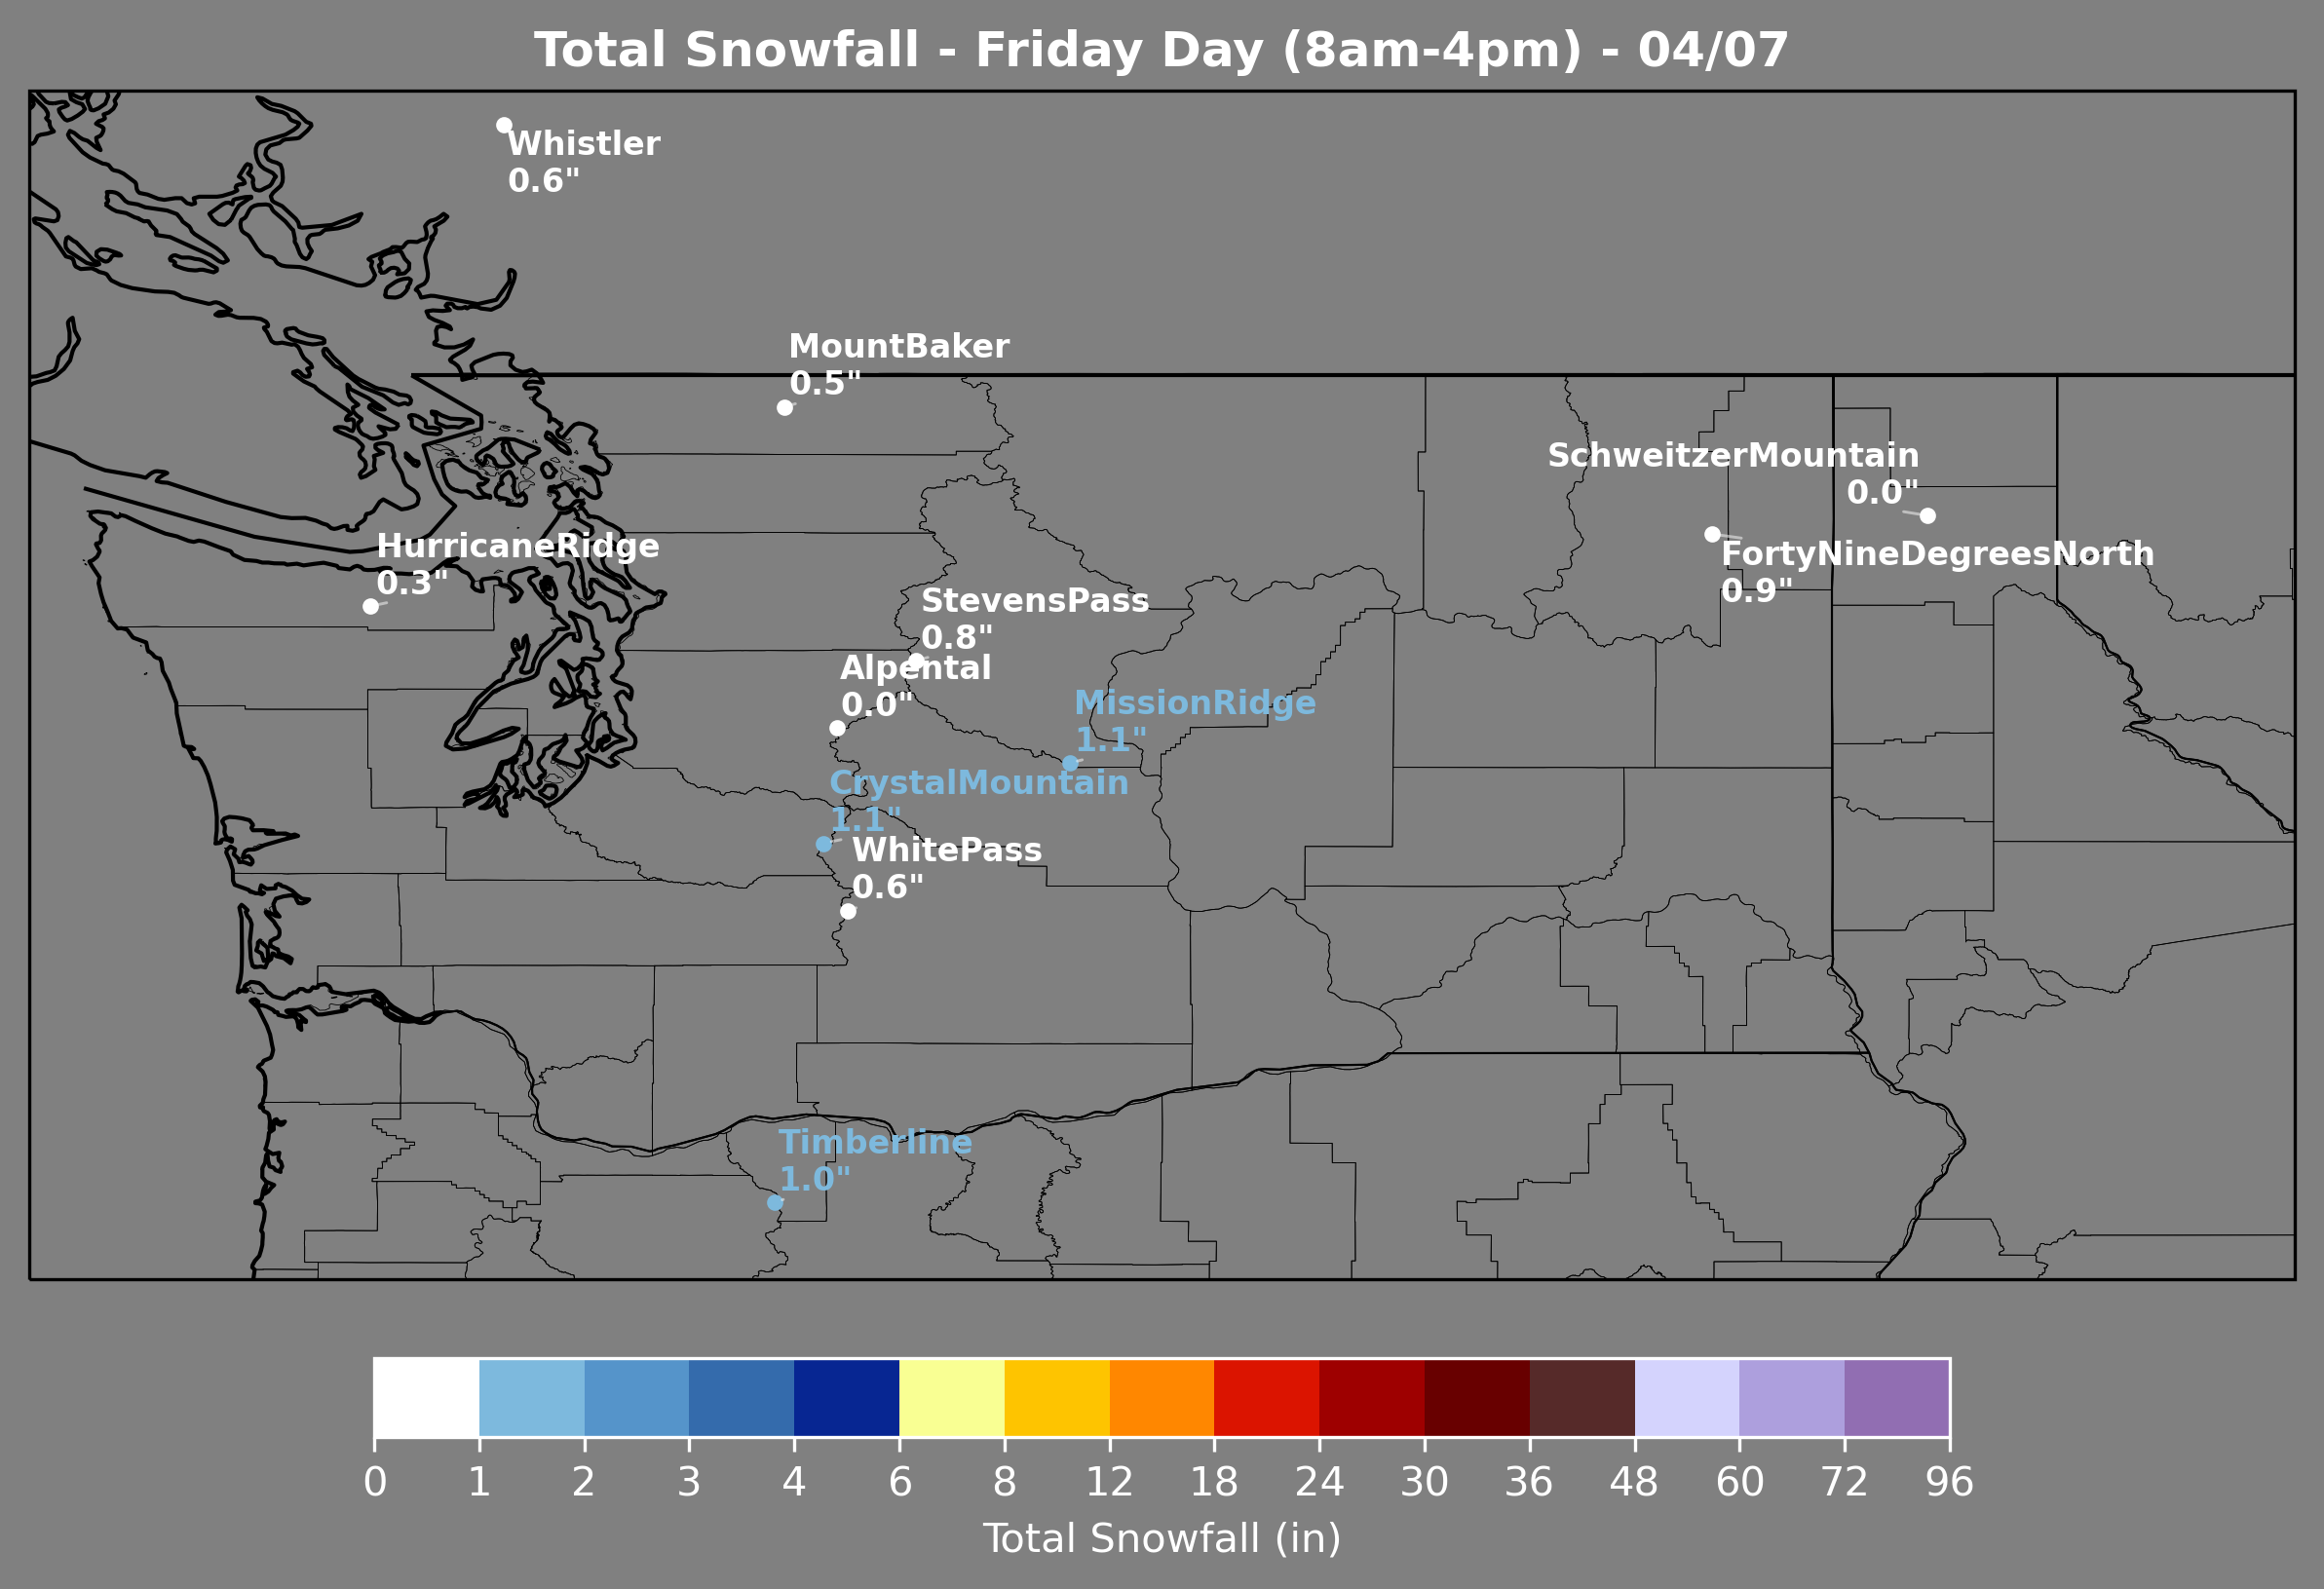 Total Snowfall - Friday Day (8am-4pm) - 04/07
Whistler
0.6"
MountBaker
0.5"
SchweitzerMountain
0.0"
HurricaneRidge
0.3"
FortyNineDegreesNorth
0.9"
StevensPass
0.8"
Alpental
0.0"
MissionRidge
1.1"
CrystalMountain
1.1"
WhitePass
0.6"
Timberline
1.0"
0 1 2 3 4 6 8 12 18 24 30 36 48 60 72 96
Total Snowfall (in)